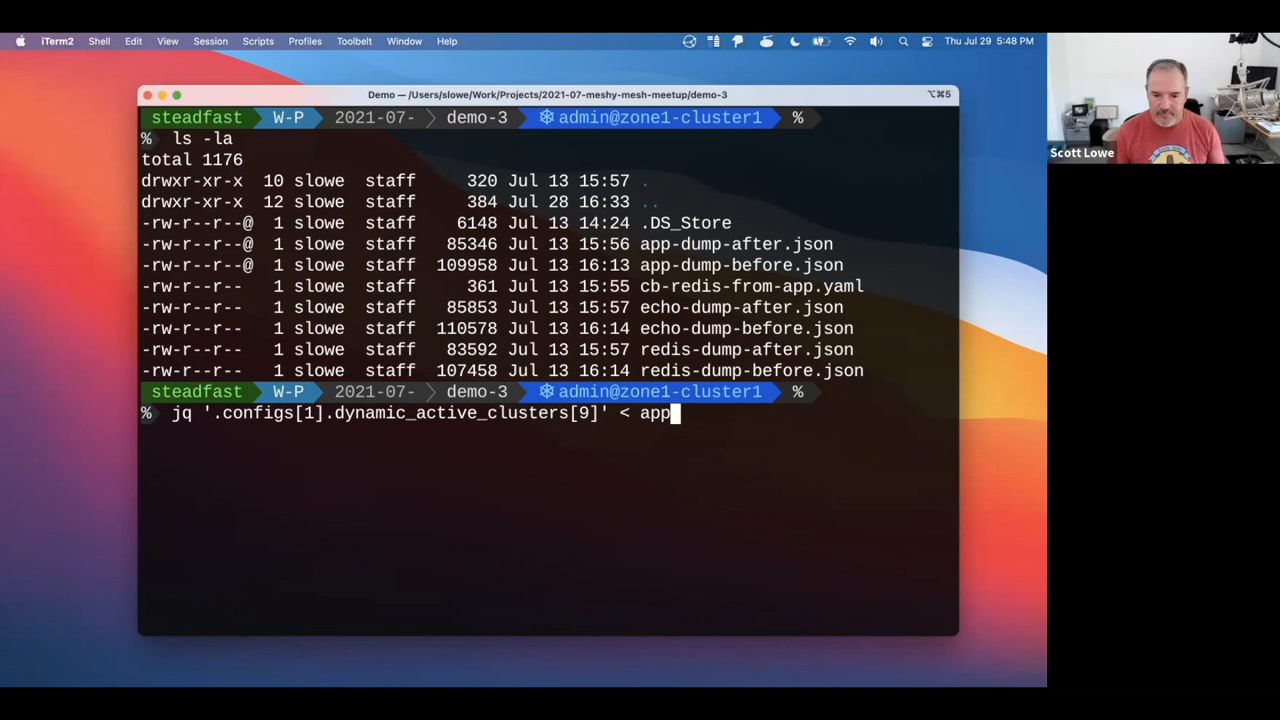 iTerm2 Shell Edit View Session Scripts Profiles Toolbelt Window Help Thu Jul 29 5:48 PM
Demo — /Users/slowe/Work/Projects/2021-07-meshy-mesh-meetup/demo-3 ⌥⌘5
steadfast W-P 2021-07- demo-3 admin@zone1-cluster1 %
% ls -la
total 1176
drwxr-xr-x 10 slowe staff 320 Jul 13 15:57 .
drwxr-xr-x 12 slowe staff 384 Jul 28 16:33 ..
-rw-r--r--@ 1 slowe staff 6148 Jul 13 14:24 .DS_Store
-rw-r--r--@ 1 slowe staff 85346 Jul 13 15:56 app-dump-after.json
-rw-r--r--@ 1 slowe staff 109958 Jul 13 16:13 app-dump-before.json
-rw-r--r-- 1 slowe staff 361 Jul 13 15:55 cb-redis-from-app.yaml
-rw-r--r-- 1 slowe staff 85853 Jul 13 15:57 echo-dump-after.json
-rw-r--r-- 1 slowe staff 110578 Jul 13 16:14 echo-dump-before.json
-rw-r--r-- 1 slowe staff 83592 Jul 13 15:57 redis-dump-after.json
-rw-r--r-- 1 slowe staff 107458 Jul 13 16:14 redis-dump-before.json
steadfast W-P 2021-07- demo-3 admin@zone1-cluster1 %
% jq '.configs[1].dynamic_active_clusters[9]' < app
Scott Lowe